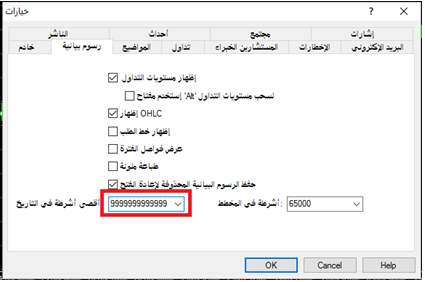 خيارات
إشارات مجتمع أحداث الناشر
البريد الإلكتروني الإخطارات المستشارين الخبراء تداول المواضيع رسوم بيانية خادم
إظهار مستويات التداول
إستخدم مفتاح 'Alt' لسحب مستويات التداول
إظهار OHLC
إظهار خط الطلب
عرض فواصل الفترة
طباعة ملونة
حفظ الرسوم البيانية المحذوفة لإعادة الفتح
أقصى أشرطة في التاريخ: 9999999999999 أشرطة في المخطط: 65000
OK Cancel Help